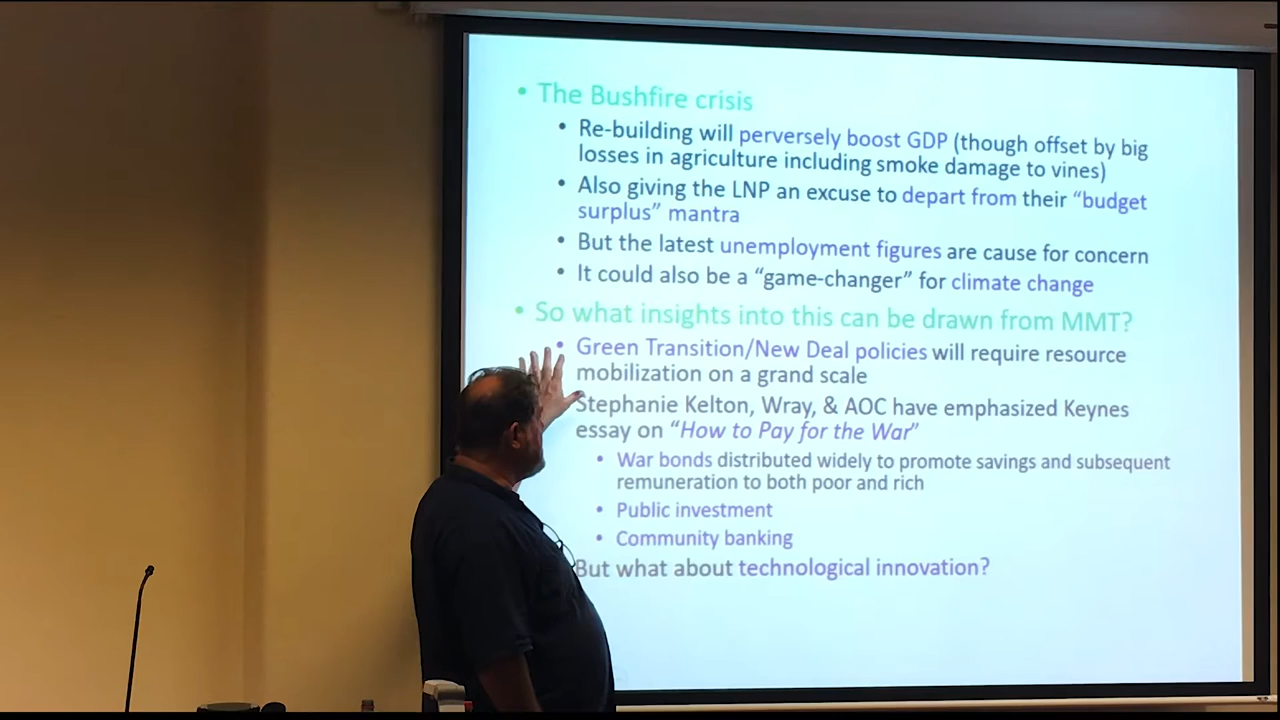 • The Bushfire crisis
• Re-building will perversely boost GDP (though offset by big
losses in agriculture including smoke damage to vines)
• Also giving the LNP an excuse to depart from their “budget
surplus” mantra
• But the latest unemployment figures are cause for concern
• It could also be a “game-changer” for climate change
• So what insights into this can be drawn from MMT?
• Green Transition/New Deal policies will require resource
mobilization on a grand scale
Stephanie Kelton, Wray, & AOC have emphasized Keynes
essay on “How to Pay for the War”
• War bonds distributed widely to promote savings and subsequent
remuneration to both poor and rich
• Public investment
• Community banking
But what about technological innovation?